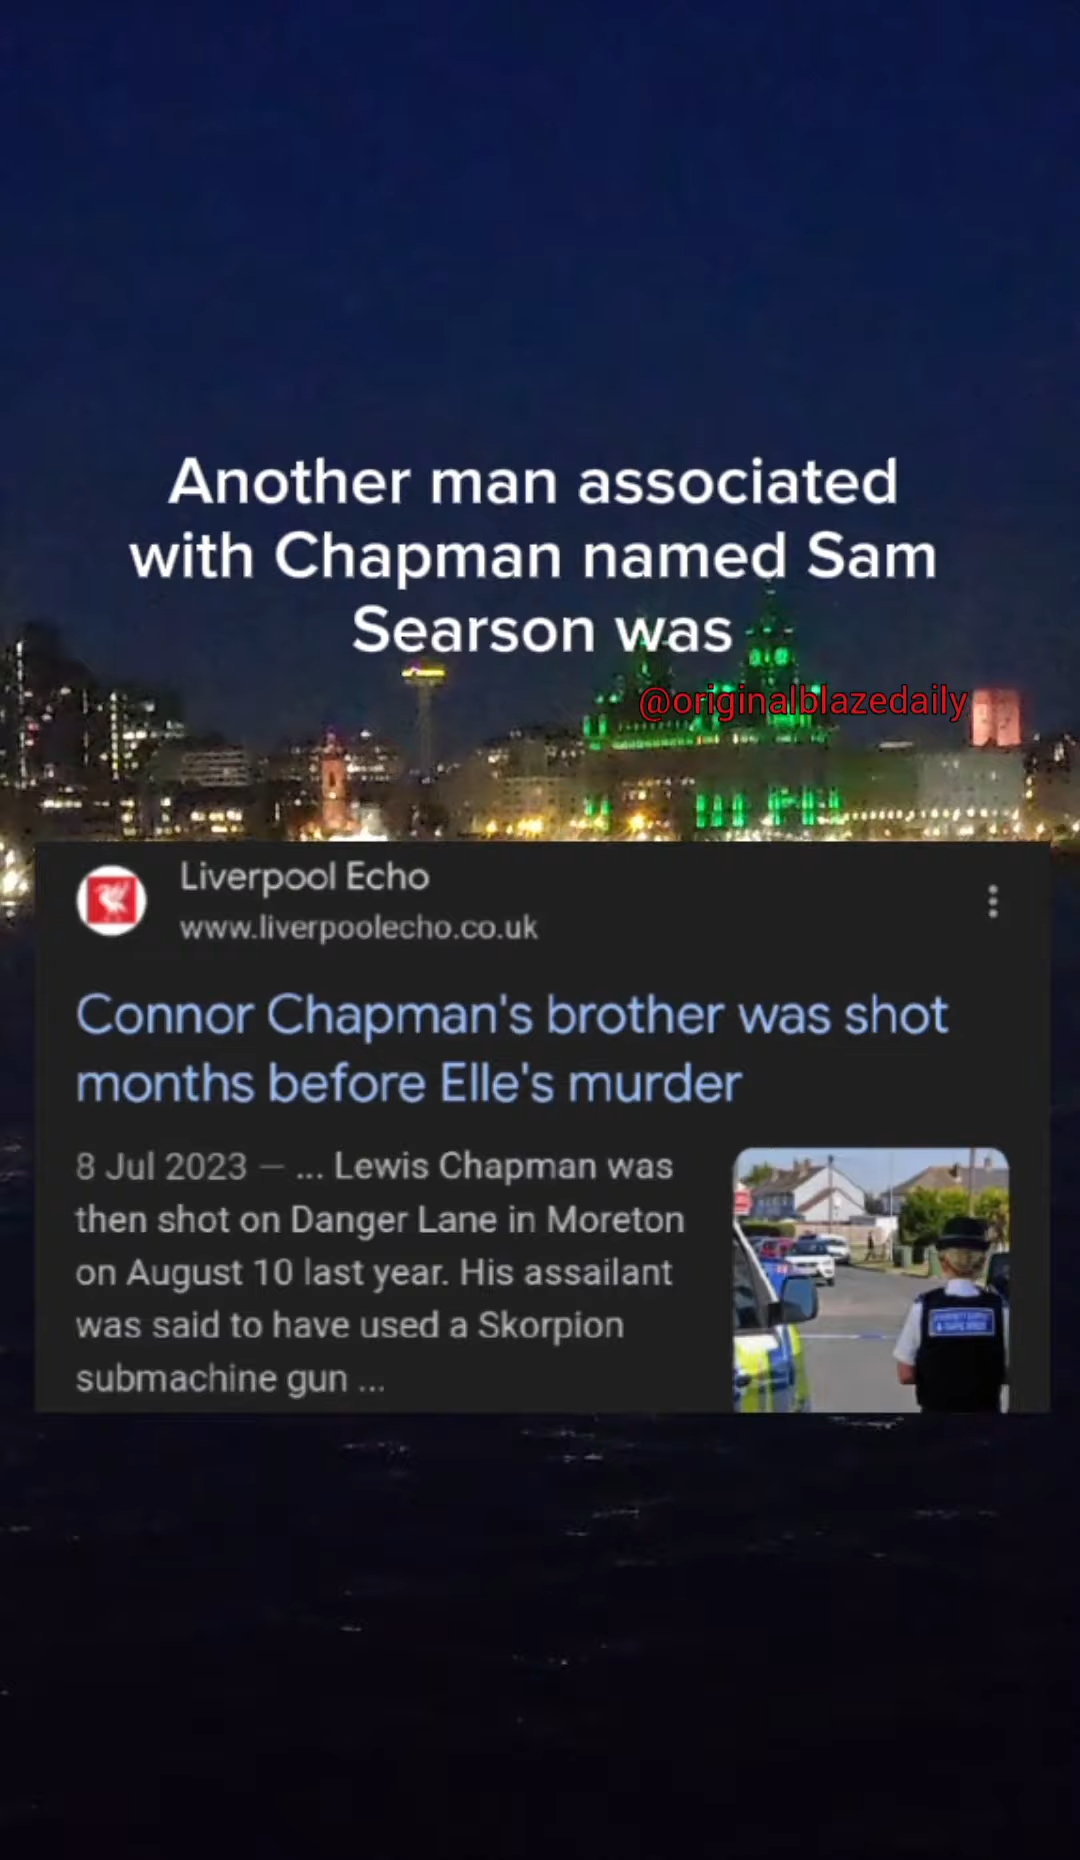 Another man associated
with Chapman named Sam
Searson was
@originalblazedaily
Liverpool Echo
www.liverpoolecho.co.uk
Connor Chapman's brother was shot
months before Elle's murder
8 Jul 2023 — ... Lewis Chapman was
then shot on Danger Lane in Moreton
on August 10 last year. His assailant
was said to have used a Skorpion
submachine gun ...